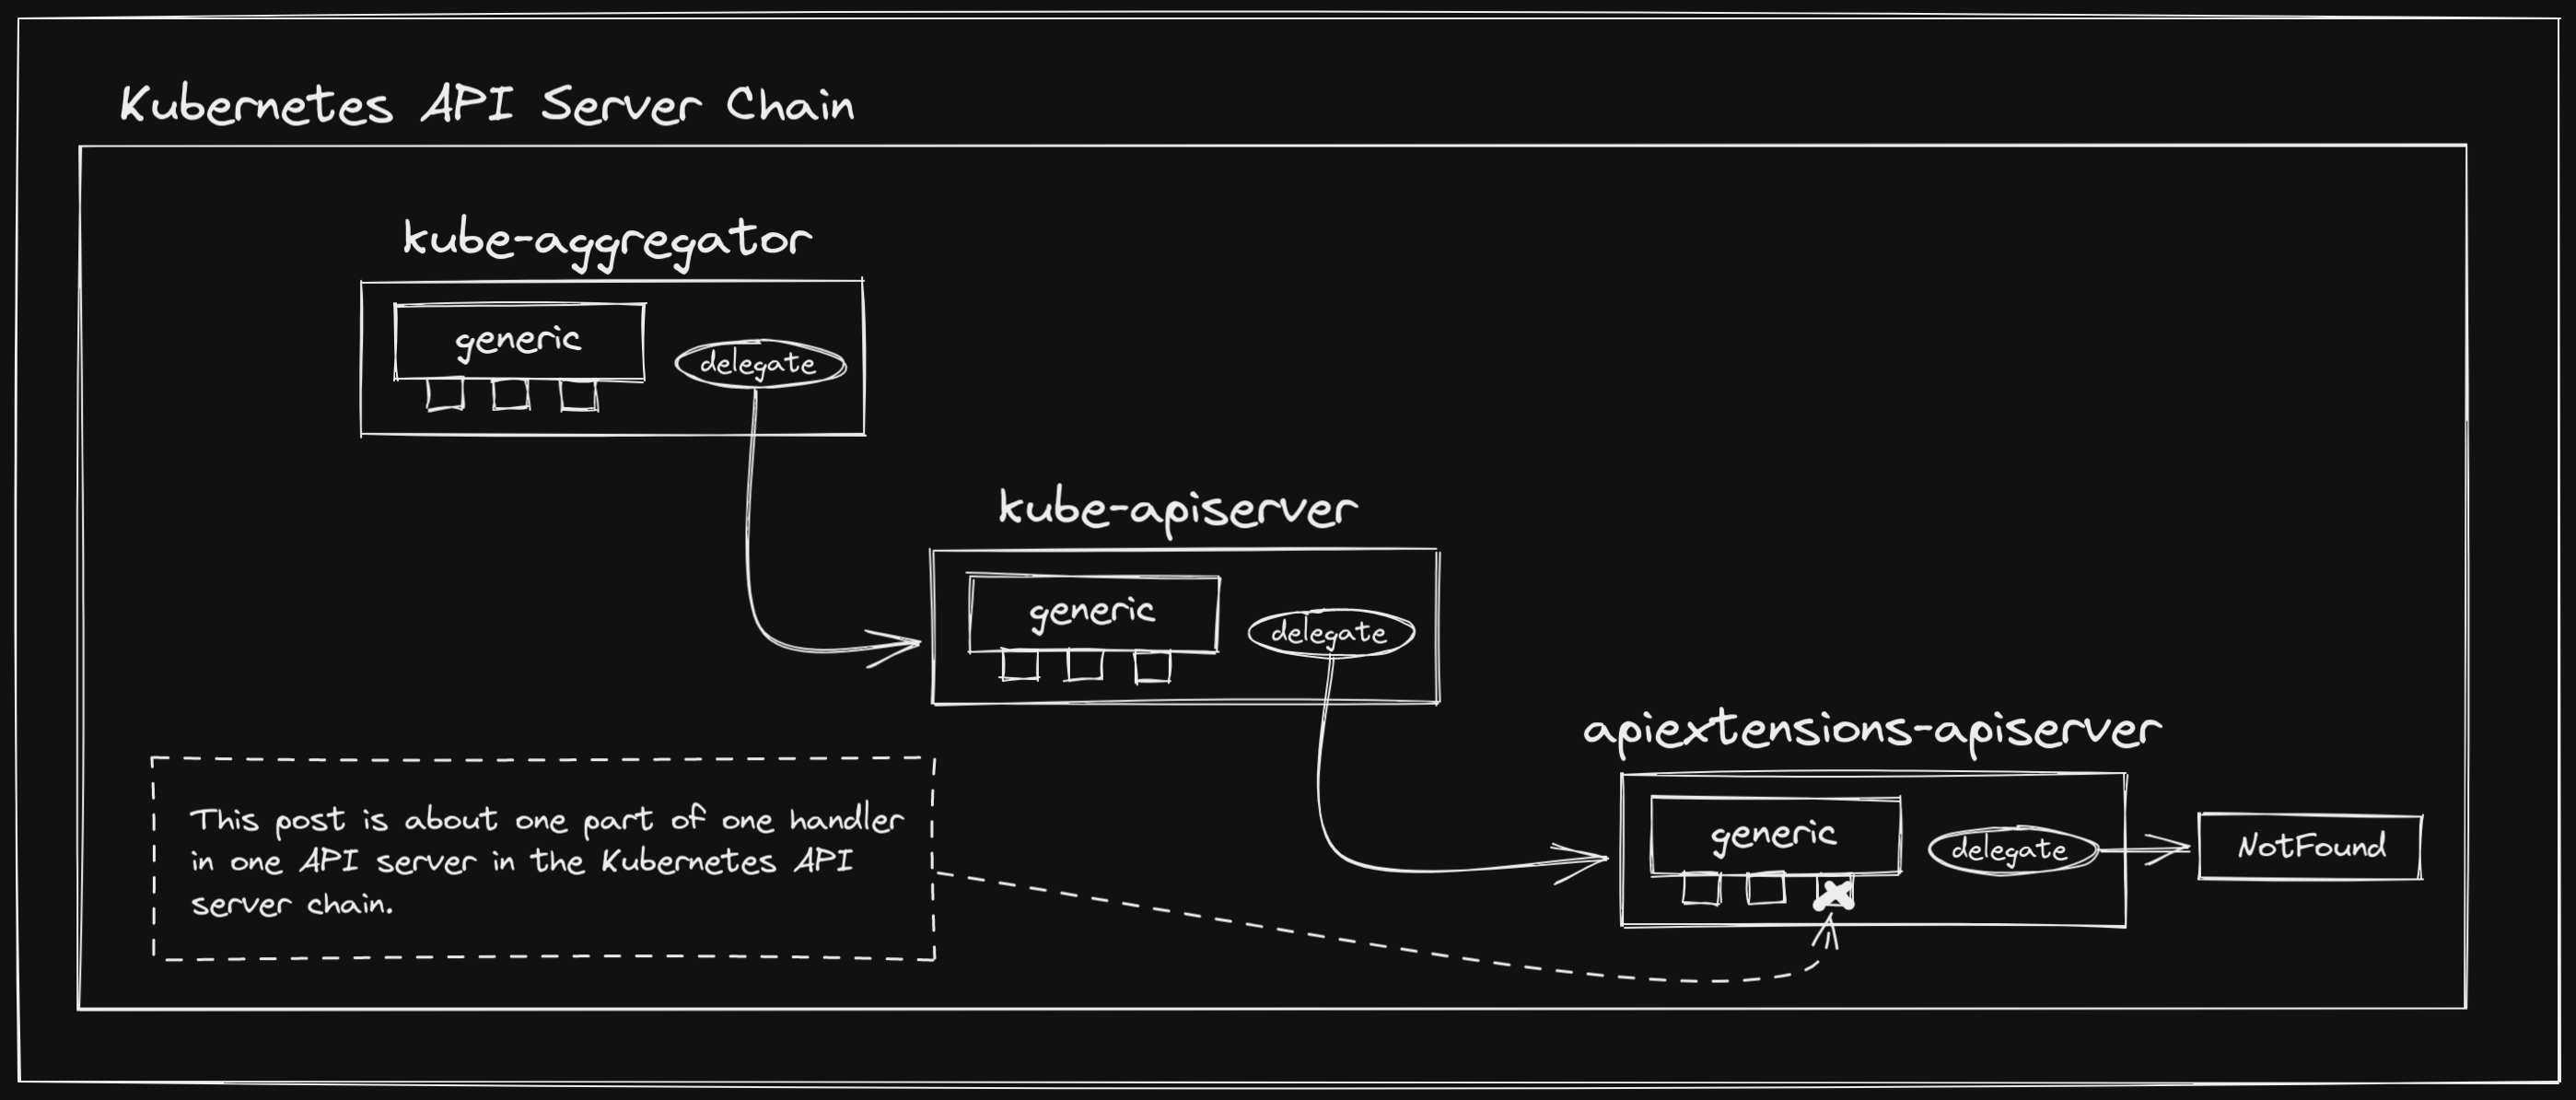 Kubernetes API Server Chain
kube-aggregator
generic
delegate
kube-apiserver
generic
delegate
apiextensions-apiserver
generic
delegate
NotFound
This post is about one part of one handler
in one API server in the Kubernetes API
server chain.